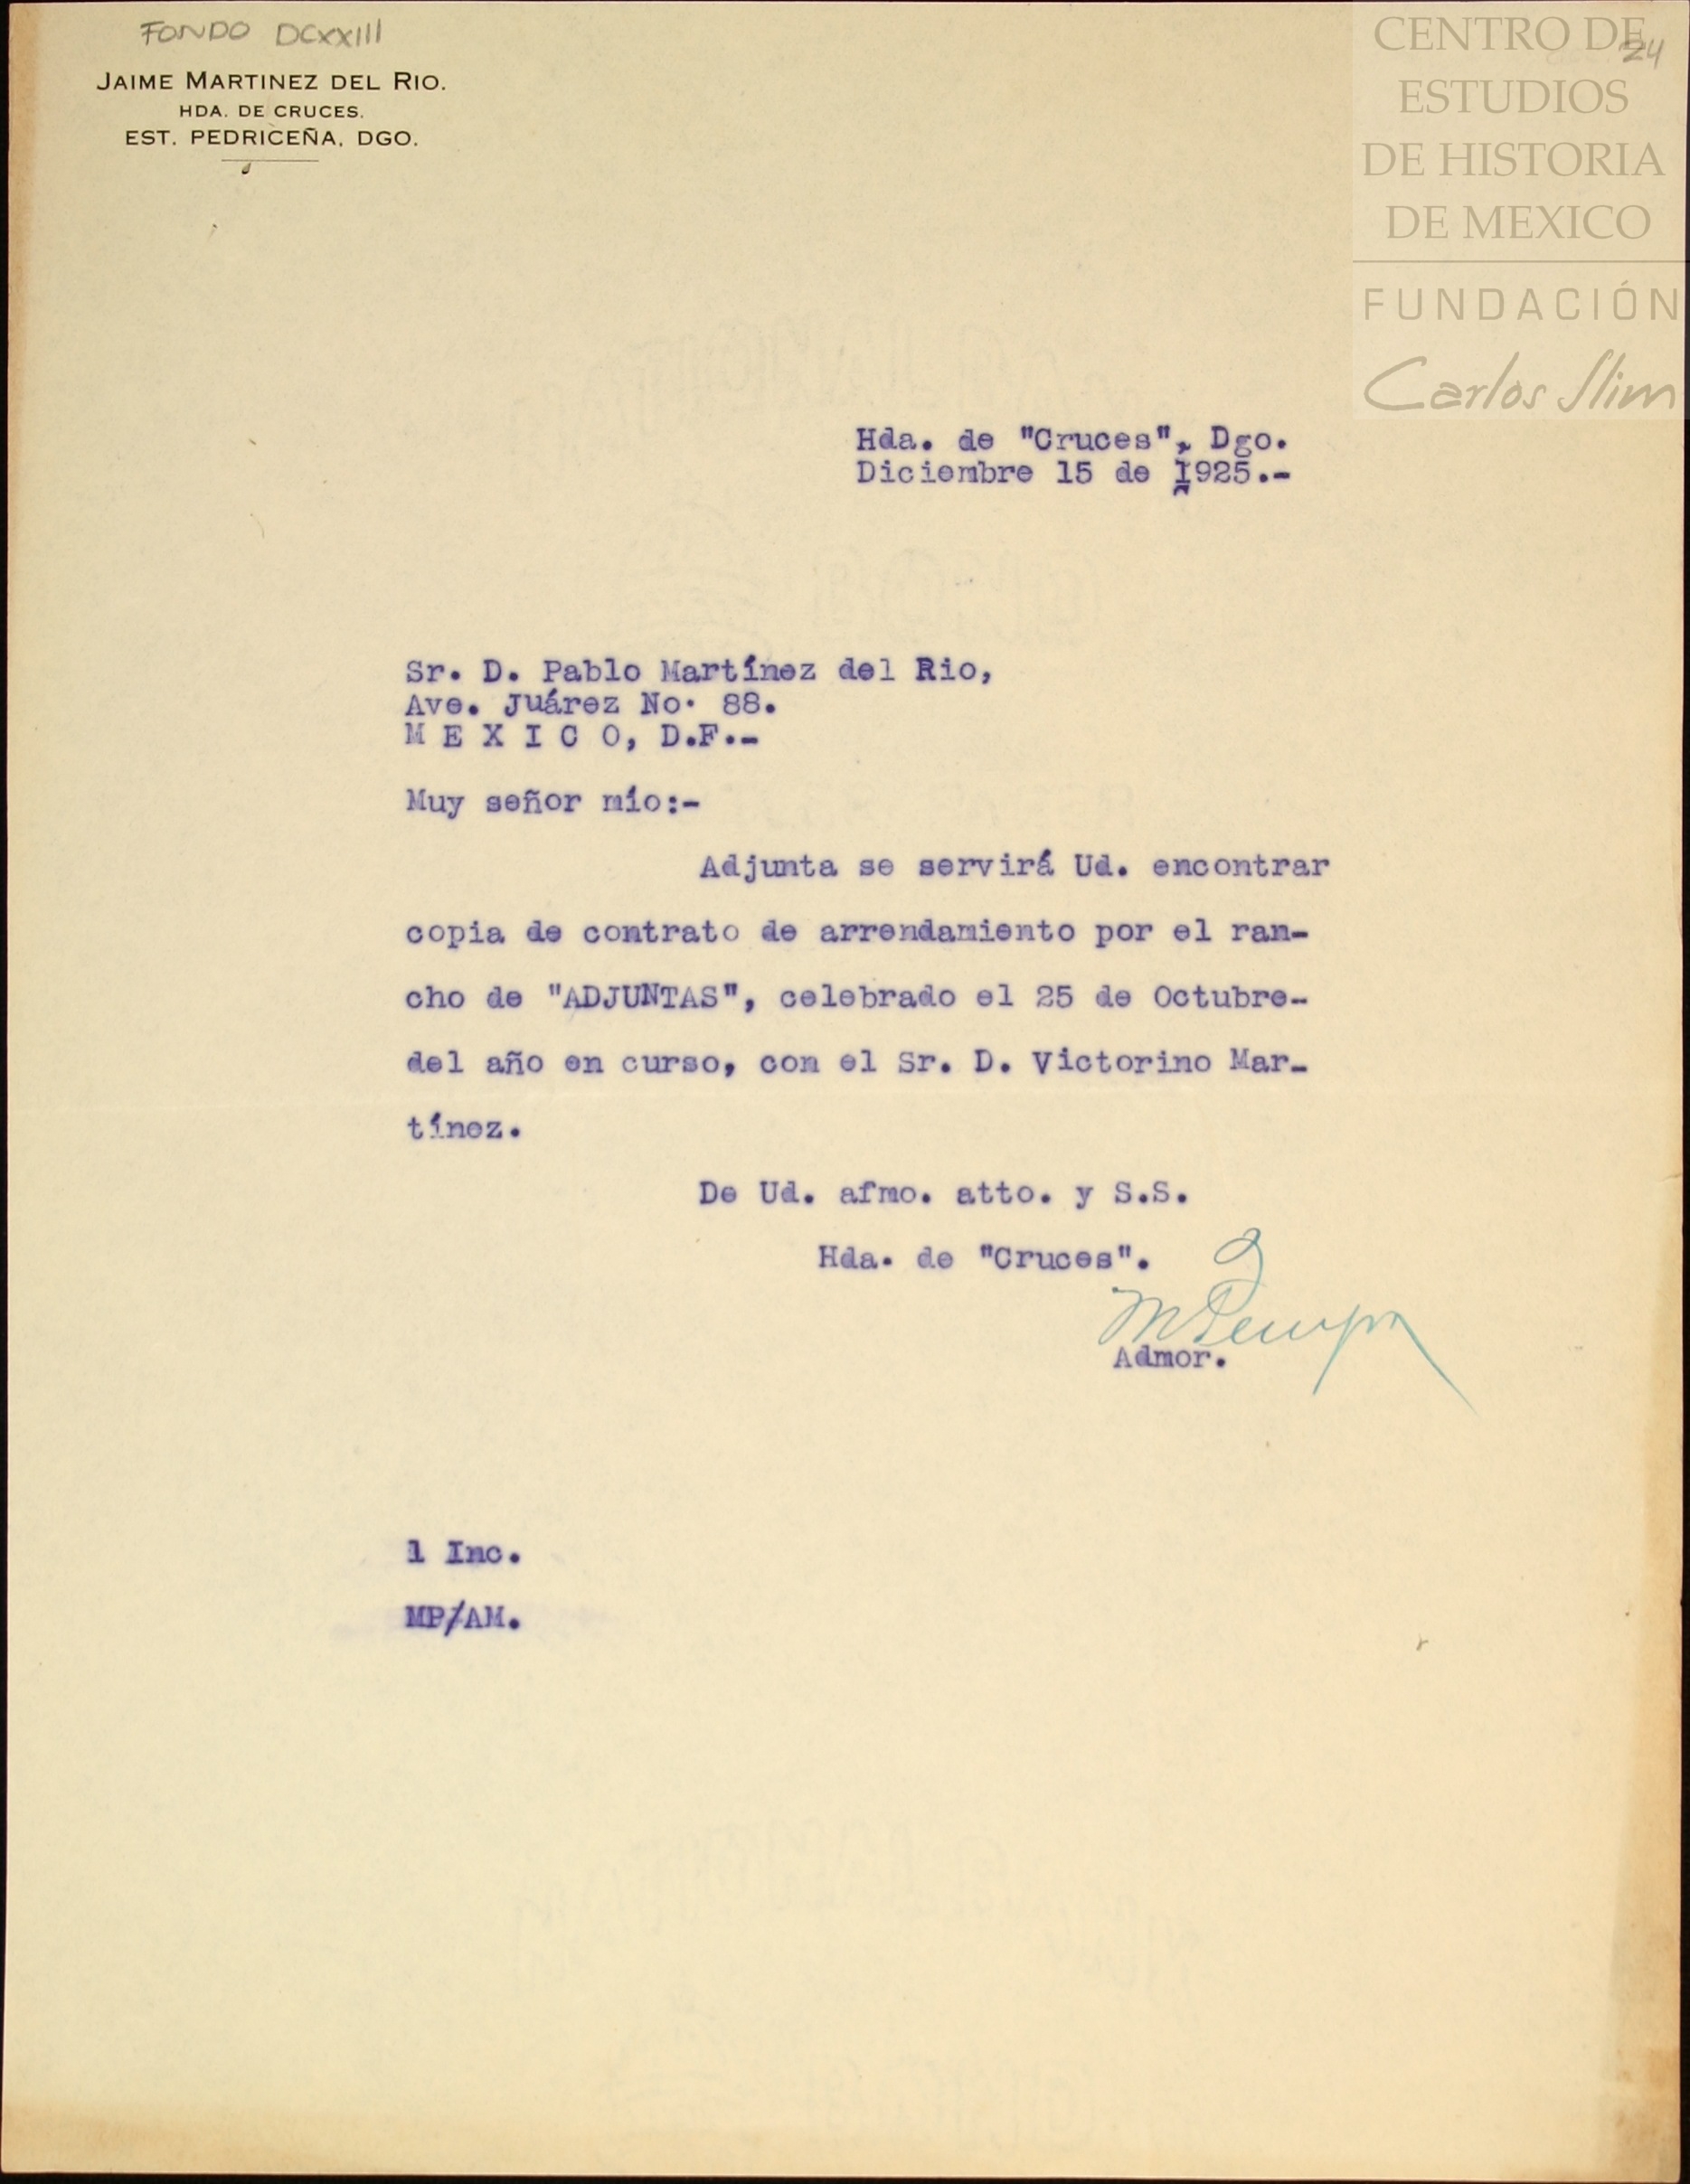 FONDO DCXXIII
JAIME MARTINEZ DEL RIO.
HDA. DE CRUCES.
EST. PEDRICEÑA, DGO.
CENTRO DE
24
ESTUDIOS
DE HISTORIA
DE MEXICO
FUNDACIÓN
Carlos Slim
Hda. de "Cruces", Dgo.
Diciembre 15 de 1925.-
Sr. D. Pablo Martínez del Rio,
Ave. Juárez No. 88.
M E X I C O, D.F.-
Muy señor mío:-
Adjunta se servirá Ud. encontrar
copia de contrato de arrendamiento por el ran-
cho de "ADJUNTAS", celebrado el 25 de Octubre-
del año en curso, con el Sr. D. Victorino Mar-
tínez.
De Ud. afmo. atto. y S.S.
Hda. de "Cruces".
Admor.
1 Inc.
MP/AM.